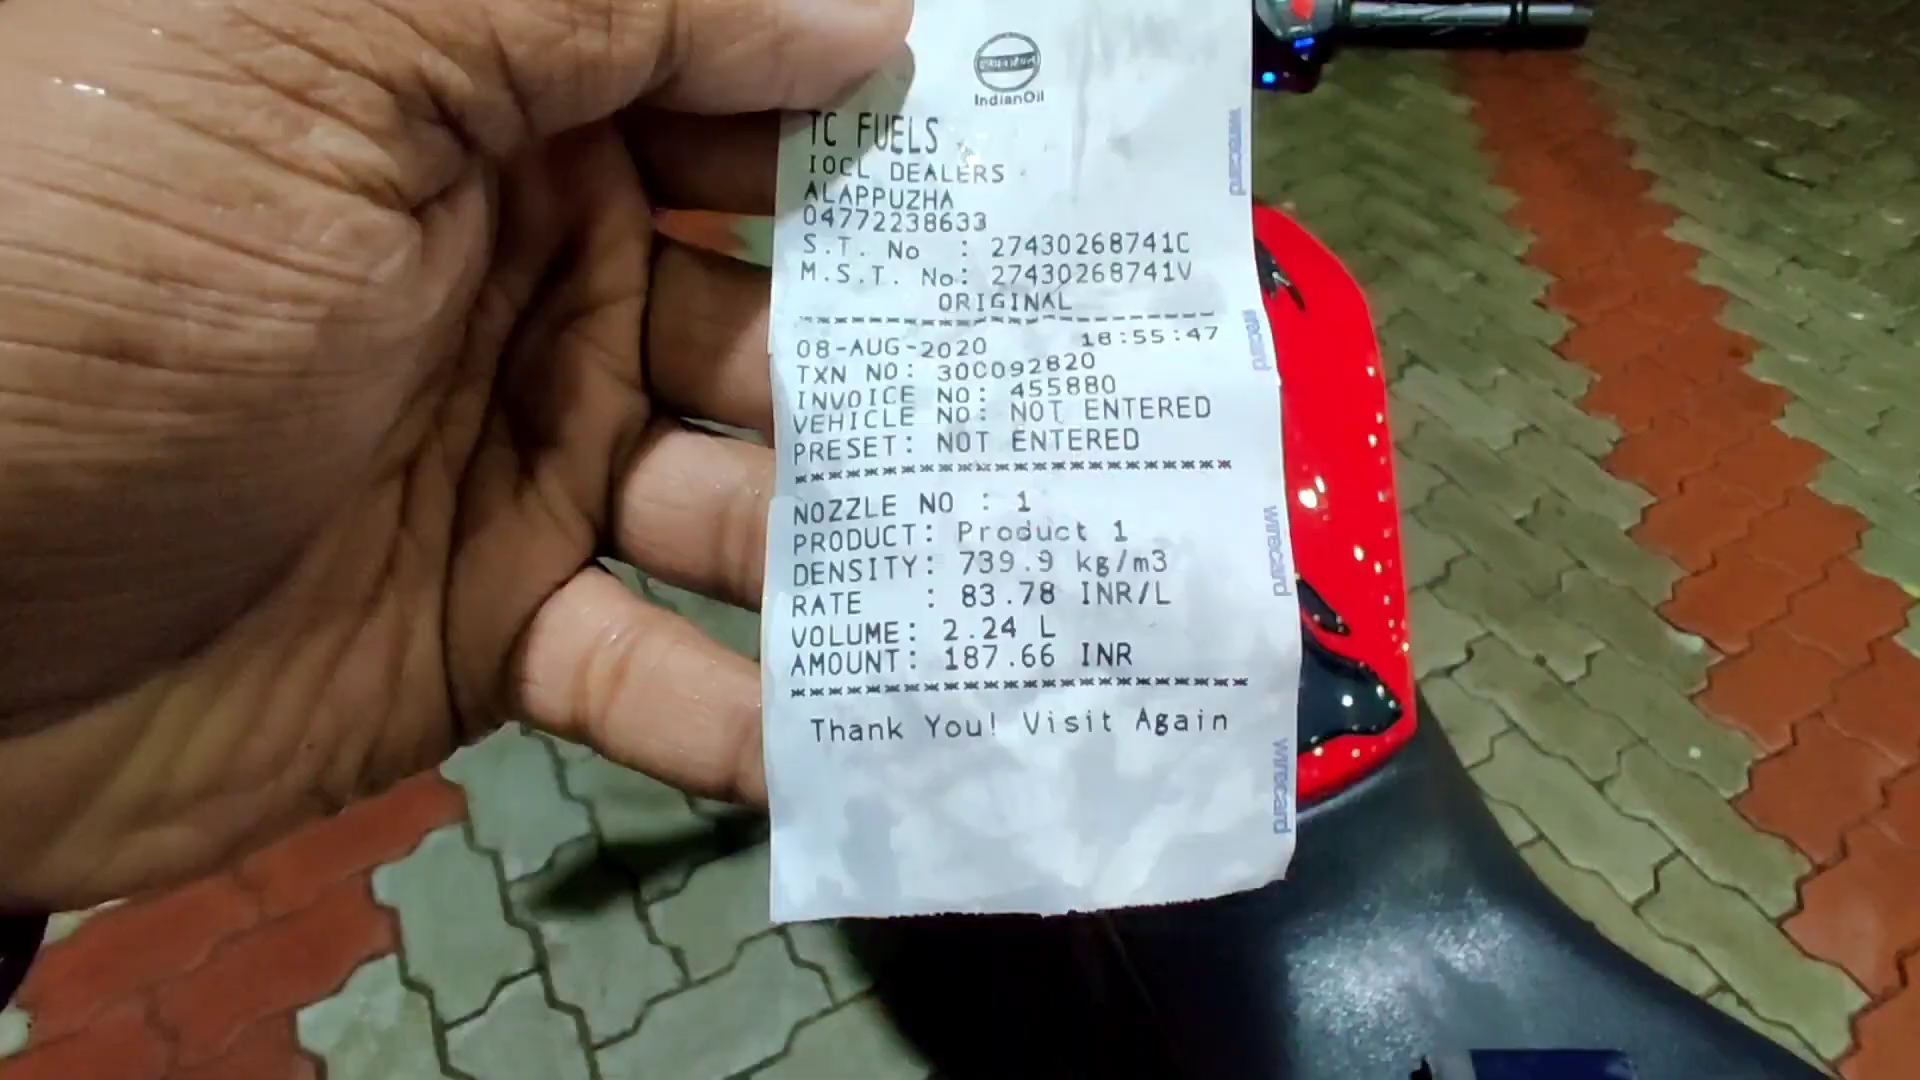 IndianOil
TC FUELS
IOCL DEALERS
ALAPPUZHA
04772238633
S.T. No : 27430268741C
M.S.T. No: 27430268741V
ORIGINAL
08-AUG-2020 18:55:47
TXN NO: 30C092820
INVOICE NO: 455880
VEHICLE NO: NOT ENTERED
PRESET: NOT ENTERED
NOZZLE NO : 1
PRODUCT: Product 1
DENSITY: 739.9 kg/m3
RATE : 83.78 INR/L
VOLUME: 2.24 L
AMOUNT: 187.66 INR
Thank You! Visit Again
wirecard
wirecard
wirecard
wirecard